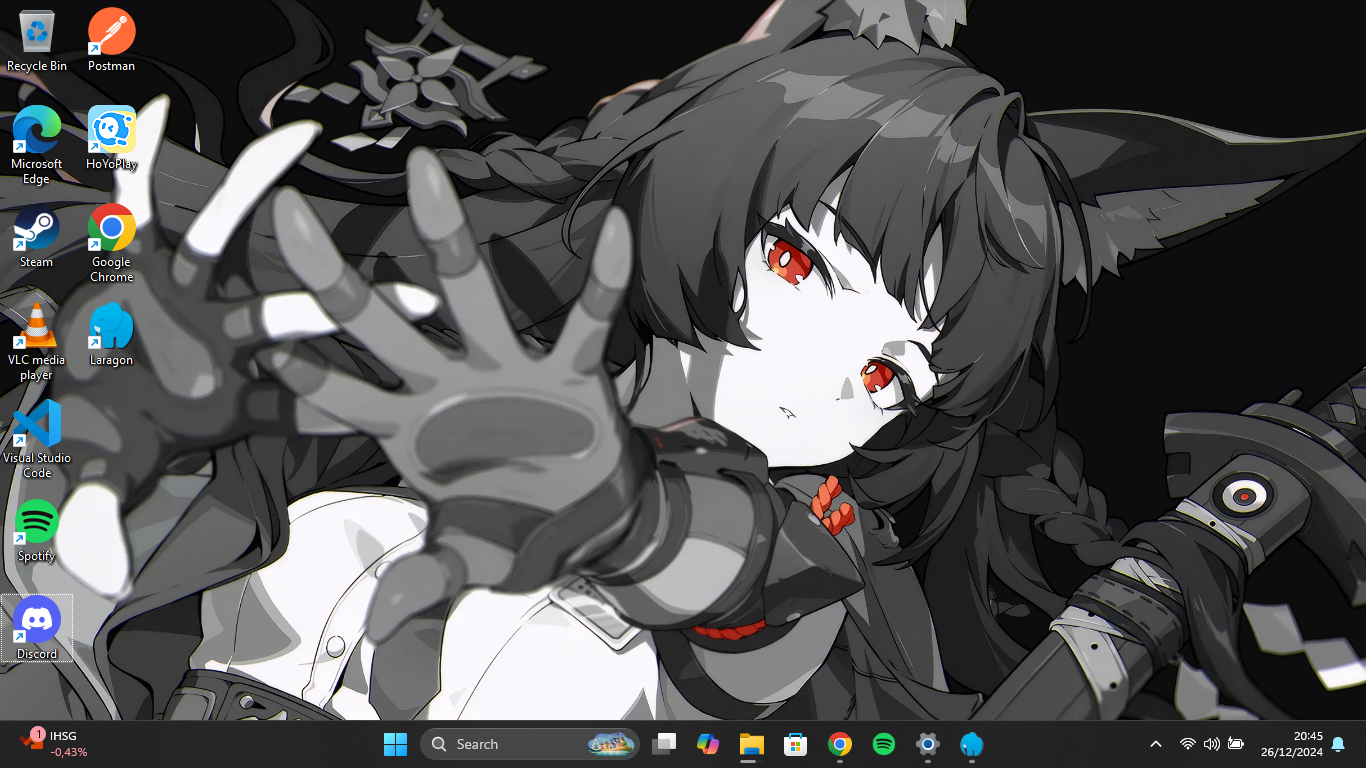 Recycle Bin
Postman
Microsoft
Edge
HoYoPlay
Steam
Google
Chrome
VLC media
player
Laragon
Visual Studio
Code
Spotify
Discord
1
IHSG
-0,43%
Search
20:45
26/12/2024